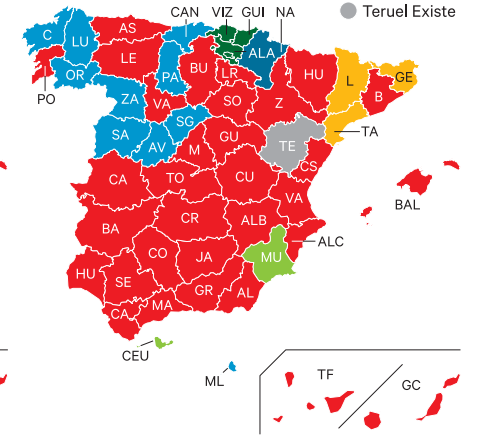 CAN VIZ GUI NA
Teruel Existe
C
LU
AS
ALA
OR
LE
PA
BU
LR
HU
L
GE
PO
ZA
VA
SO
Z
B
SG
SA
AV
M
GU
TE
TA
CS
CA
TO
CU
VA
BAL
BA
CR
ALB
ALC
CO
JA
MU
HU
SE
GR
AL
CA
MA
CEU
ML
TF
GC